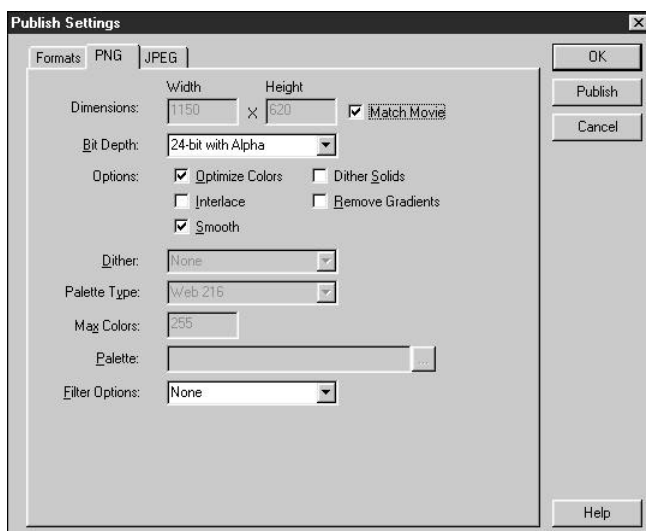 Publish Settings
Formats PNG JPEG
OK
Publish
Cancel
Width Height
Dimensions: 1150 X 620 Match Movie
Bit Depth: 24-bit with Alpha
Options: Optimize Colors Dither Solids
Interlace Remove Gradients
Smooth
Dither: None
Palette Type: Web 216
Max Colors: 255
Palette: ...
Filter Options: None
Help